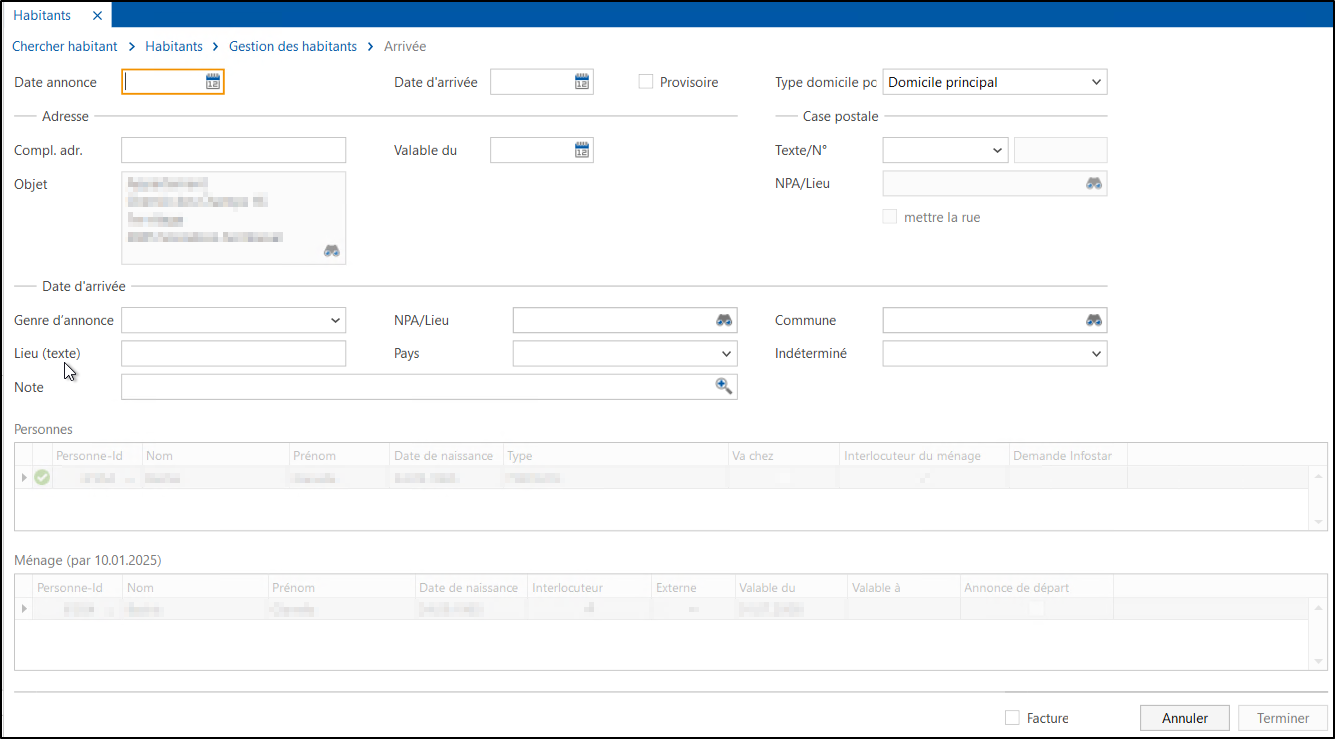 Habitants
Chercher habitant Habitants Gestion des habitants Arrivée
Date annonce 12 Date d'arrivée 12 Provisoire Type domicile pc Domicile principal
Adresse Case postale
Compl. adr. Valable du 12 Texte/N°
Objet NPA/Lieu
mettre la rue
Date d'arrivée
Genre d'annonce NPA/Lieu Commune
Lieu (texte) Pays Indéterminé
Note
Personnes
Personne-Id Nom Prénom Date de naissance Type Va chez Interlocuteur du ménage Demande Infostar
Ménage (par 10.01.2025)
Personne-Id Nom Prénom Date de naissance Interlocuteur Externe Valable du Valable à Annonce de départ
Facture Annuler Terminer